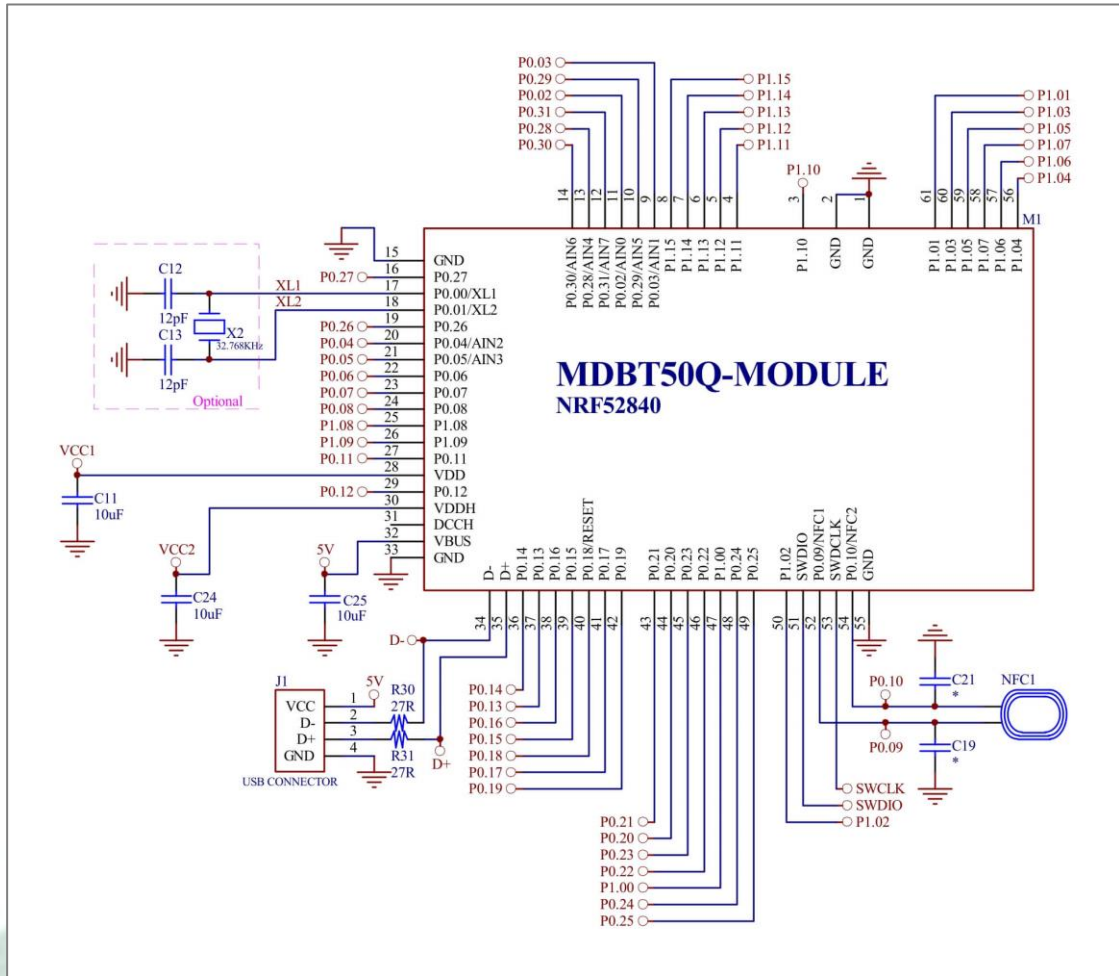 P0.03
P0.29
P0.02
P0.31
P0.28
P0.30
P1.15
P1.14
P1.13
P1.12
P1.11
P1.10
P1.01
P1.03
P1.05
P1.07
P1.06
P1.04
14 13 12 11 10 9 8 7 6 5 4 3 2 1 61 60 59 58 57 56
M1
P0.30/AIN6
P0.28/AIN4
P0.31/AIN7
P0.02/AIN0
P0.29/AIN5
P0.03/AIN1
P1.15
P1.14
P1.13
P1.12
P1.11
P1.10
GND
GND
P1.01
P1.03
P1.05
P1.07
P1.06
P1.04
MDBT50Q-MODULE
NRF52840
15 GND
P0.27 16 P0.27
XL1 17 P0.00/XL1
XL2 18 P0.01/XL2
P0.26 19 P0.26
P0.04 20 P0.04/AIN2
P0.05 21 P0.05/AIN3
P0.06 22 P0.06
P0.07 23 P0.07
P0.08 24 P0.08
P1.08 25 P1.08
P1.09 26 P1.09
P0.11 27 P0.11
28 VDD
P0.12 29 P0.12
30 VDDH
31 DCCH
32 VBUS
33 GND
C12
12pF
C13
12pF
X2
32.768KHz
Optional
VCC1
C11
10uF
VCC2
C24
10uF
5V
C25
10uF
D-
D+
P0.14
P0.13
P0.16
P0.15
P0.18/RESET
P0.17
P0.19
P0.21
P0.20
P0.23
P0.22
P1.00
P0.24
P0.25
P1.02
SWDIO
P0.09/NFC1
SWDCLK
P0.10/NFC2
GND
34 35 36 37 38 39 40 41 42 43 44 45 46 47 48 49 50 51 52 53 54 55
D-
J1
VCC 1
D- 2
D+ 3
GND 4
USB CONNECTOR
5V
R30
27R
R31
27R
D+
P0.14
P0.13
P0.16
P0.15
P0.18
P0.17
P0.19
P0.21
P0.20
P0.23
P0.22
P1.00
P0.24
P0.25
P0.10
P0.09
C21
*
C19
*
NFC1
SWCLK
SWDIO
P1.02